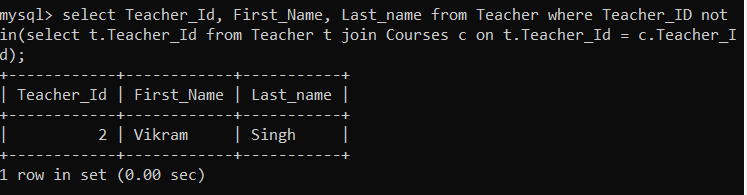 mysql> select Teacher_Id, First_Name, Last_name from Teacher where Teacher_ID not
in(select t.Teacher_Id from Teacher t join Courses c on t.Teacher_Id = c.Teacher_I
d);
+------------+------------+-----------+
| Teacher_Id | First_Name | Last_name |
+------------+------------+-----------+
|          2 | Vikram     | Singh     |
+------------+------------+-----------+
1 row in set (0.00 sec)